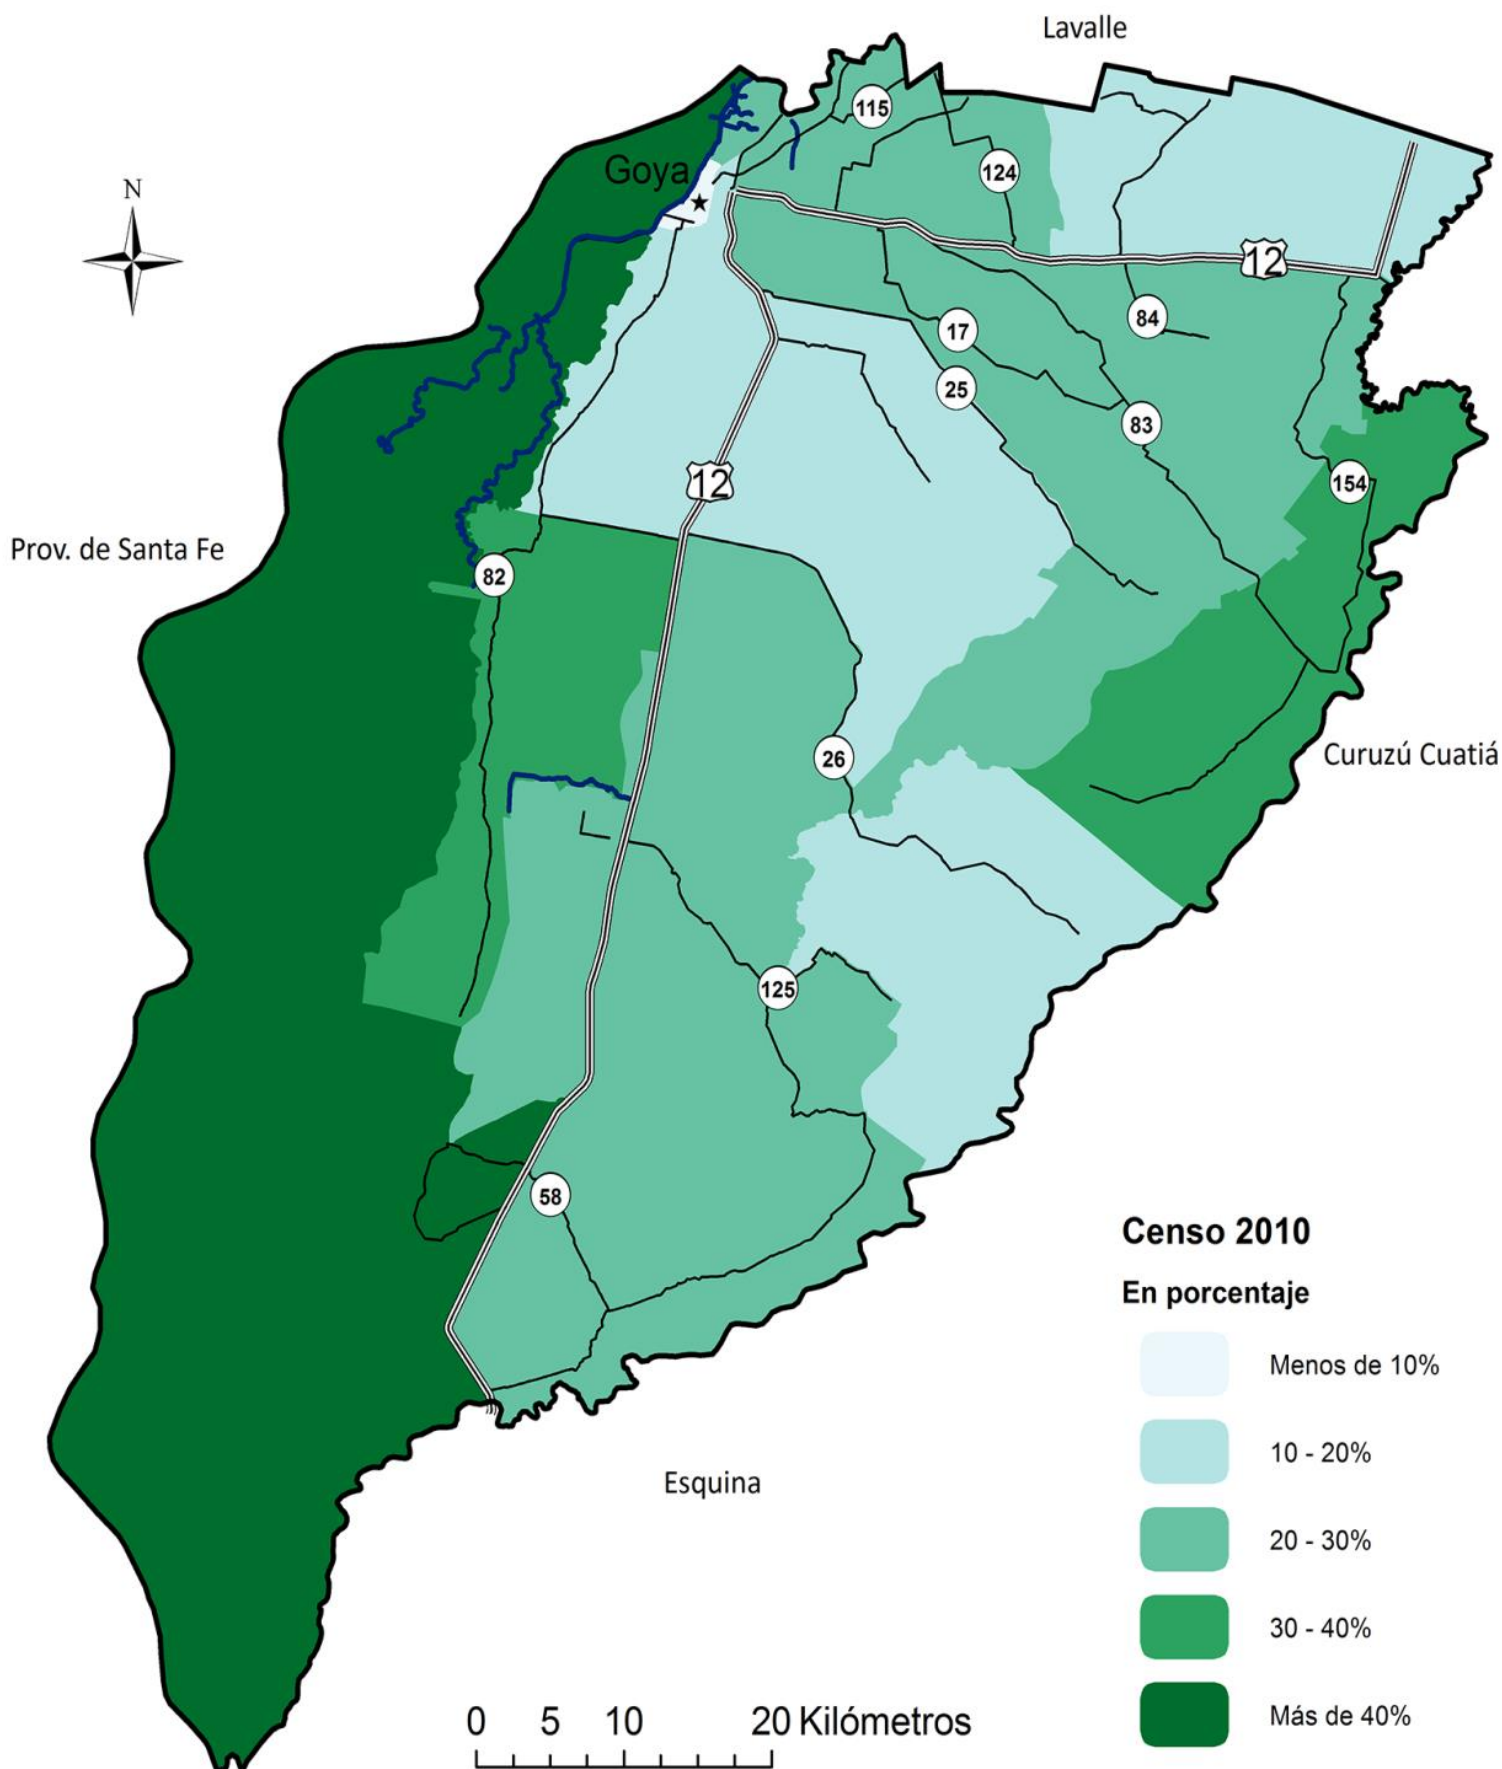 Lavalle
115
N
Goya
124
12
84
17
25
83
12
154
Prov. de Santa Fe
82
26
Curuzú Cuatiá
125
58
Esquina
Censo 2010
En porcentaje
Menos de 10%
10 - 20%
20 - 30%
30 - 40%
Más de 40%
0 5 10 20 Kilómetros